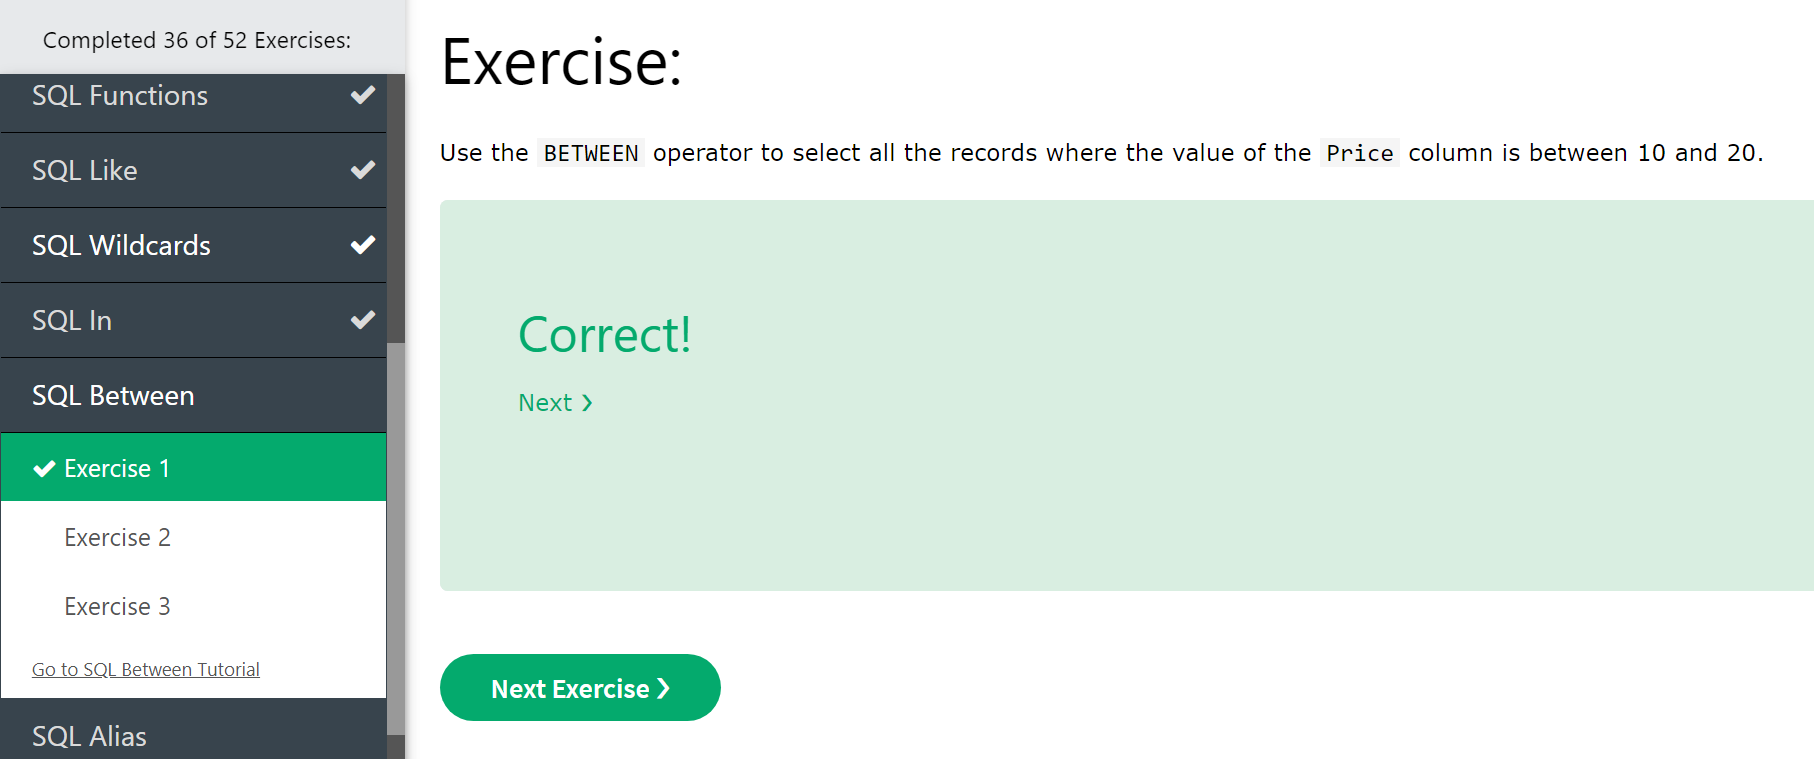 Completed 36 of 52 Exercises:
SQL Functions
SQL Like
SQL Wildcards
SQL In
SQL Between
Exercise 1
Exercise 2
Exercise 3
Go to SQL Between Tutorial
SQL Alias
Exercise:
Use the BETWEEN operator to select all the records where the value of the Price column is between 10 and 20.
Correct!
Next ❯
Next Exercise ❯